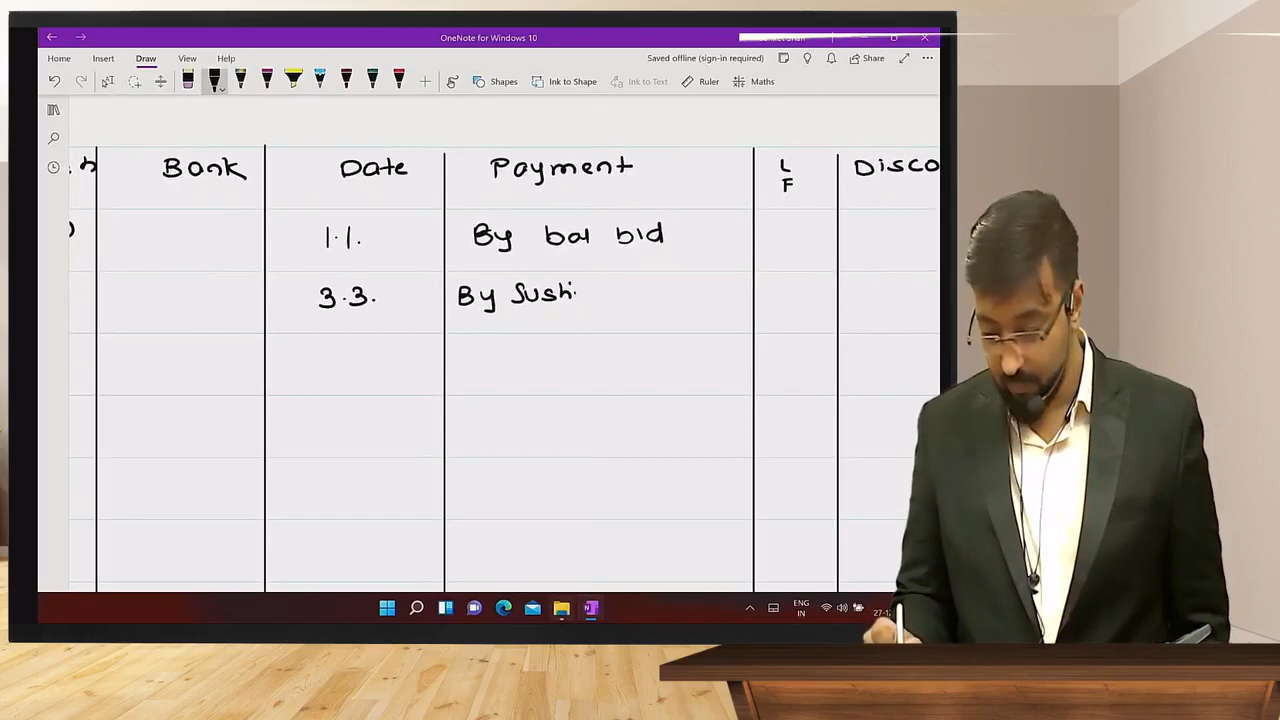 OneNote for Windows 10
Home Insert Draw View Help
Saved offline (sign-in required) Share
Shapes Ink to Shape Ink to Text Ruler Maths
Bank Date Payment L F Disco
1.1. By bal b/d
3.3. By Sushi
ENG
IN